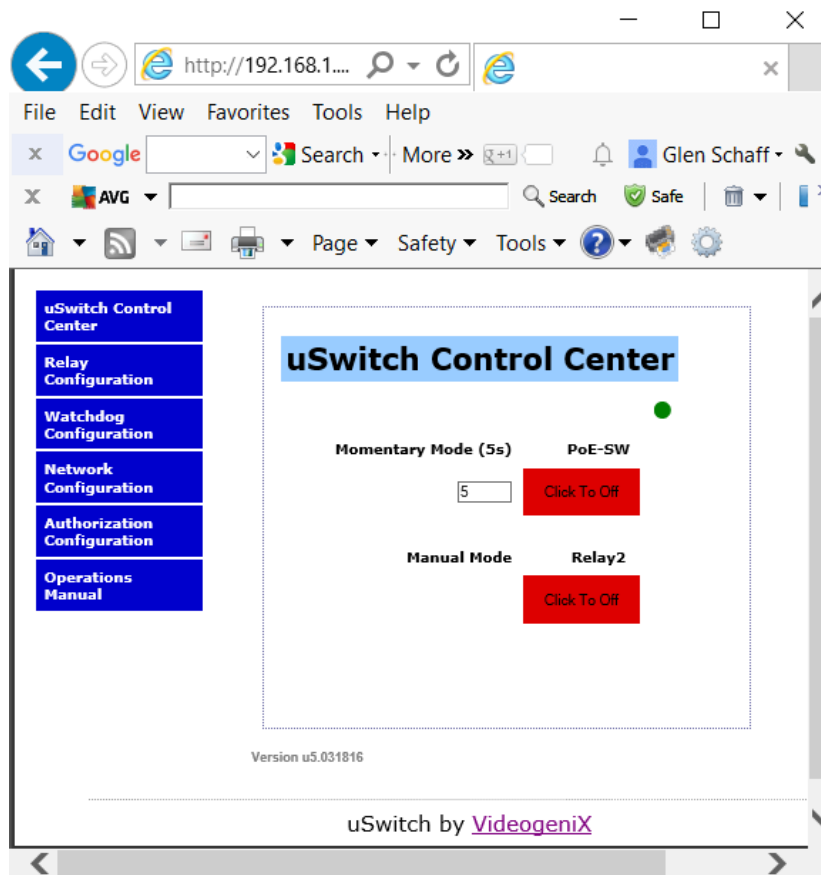 http://192.168.1....
File Edit View Favorites Tools Help
x Google Search More » g+1 Glen Schaff
X AVG Search Safe
Page Safety Tools
uSwitch Control
Center
Relay
Configuration
Watchdog
Configuration
Network
Configuration
Authorization
Configuration
Operations
Manual
uSwitch Control Center
Momentary Mode (5s) PoE-SW
5 Click To Off
Manual Mode Relay2
Click To Off
Version u5.031816
uSwitch by VideogeniX